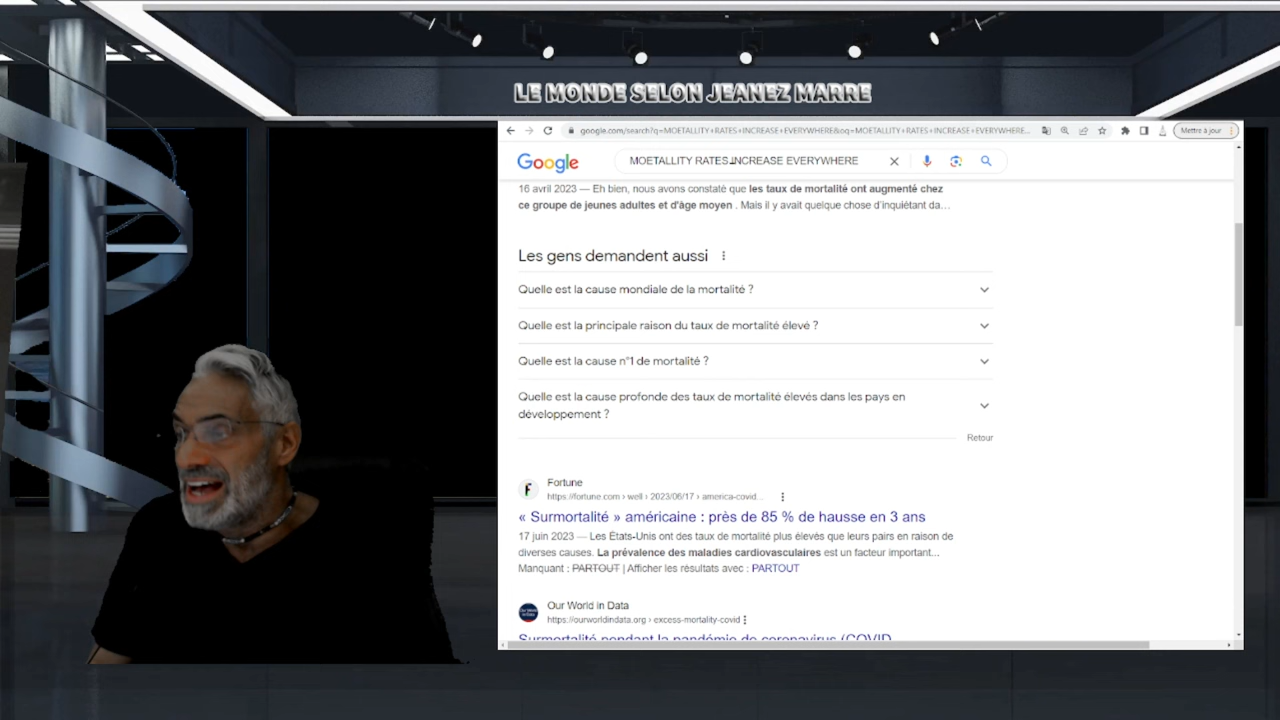 LE MONDE SELON JEANEZ MARRE
google.com/search?q=MOETALLITY+RATES+INCREASE+EVERYWHERE&oq=MOETALLITY+RATES+INCREASE+EVERYWHERE...
Mettre à jour
Google
MOETALLITY RATES INCREASE EVERYWHERE
16 avril 2023 — Eh bien, nous avons constaté que les taux de mortalité ont augmenté chez
ce groupe de jeunes adultes et d'âge moyen . Mais il y avait quelque chose d'inquiétant da…
Les gens demandent aussi
Quelle est la cause mondiale de la mortalité ?
Quelle est la principale raison du taux de mortalité élevé ?
Quelle est la cause n°1 de mortalité ?
Quelle est la cause profonde des taux de mortalité élevés dans les pays en
développement ?
Retour
Fortune
https://fortune.com › well › 2023/06/17 › america-covid...
« Surmortalité » américaine : près de 85 % de hausse en 3 ans
17 juin 2023 — Les États-Unis ont des taux de mortalité plus élevés que leurs pairs en raison de
diverses causes. La prévalence des maladies cardiovasculaires est un facteur important...
Manquant : PARTOUT | Afficher les résultats avec : PARTOUT
Our World in Data
https://ourworldindata.org › excess-mortality-covid
Surmortalité pendant la pandémie de coronavirus (COVID